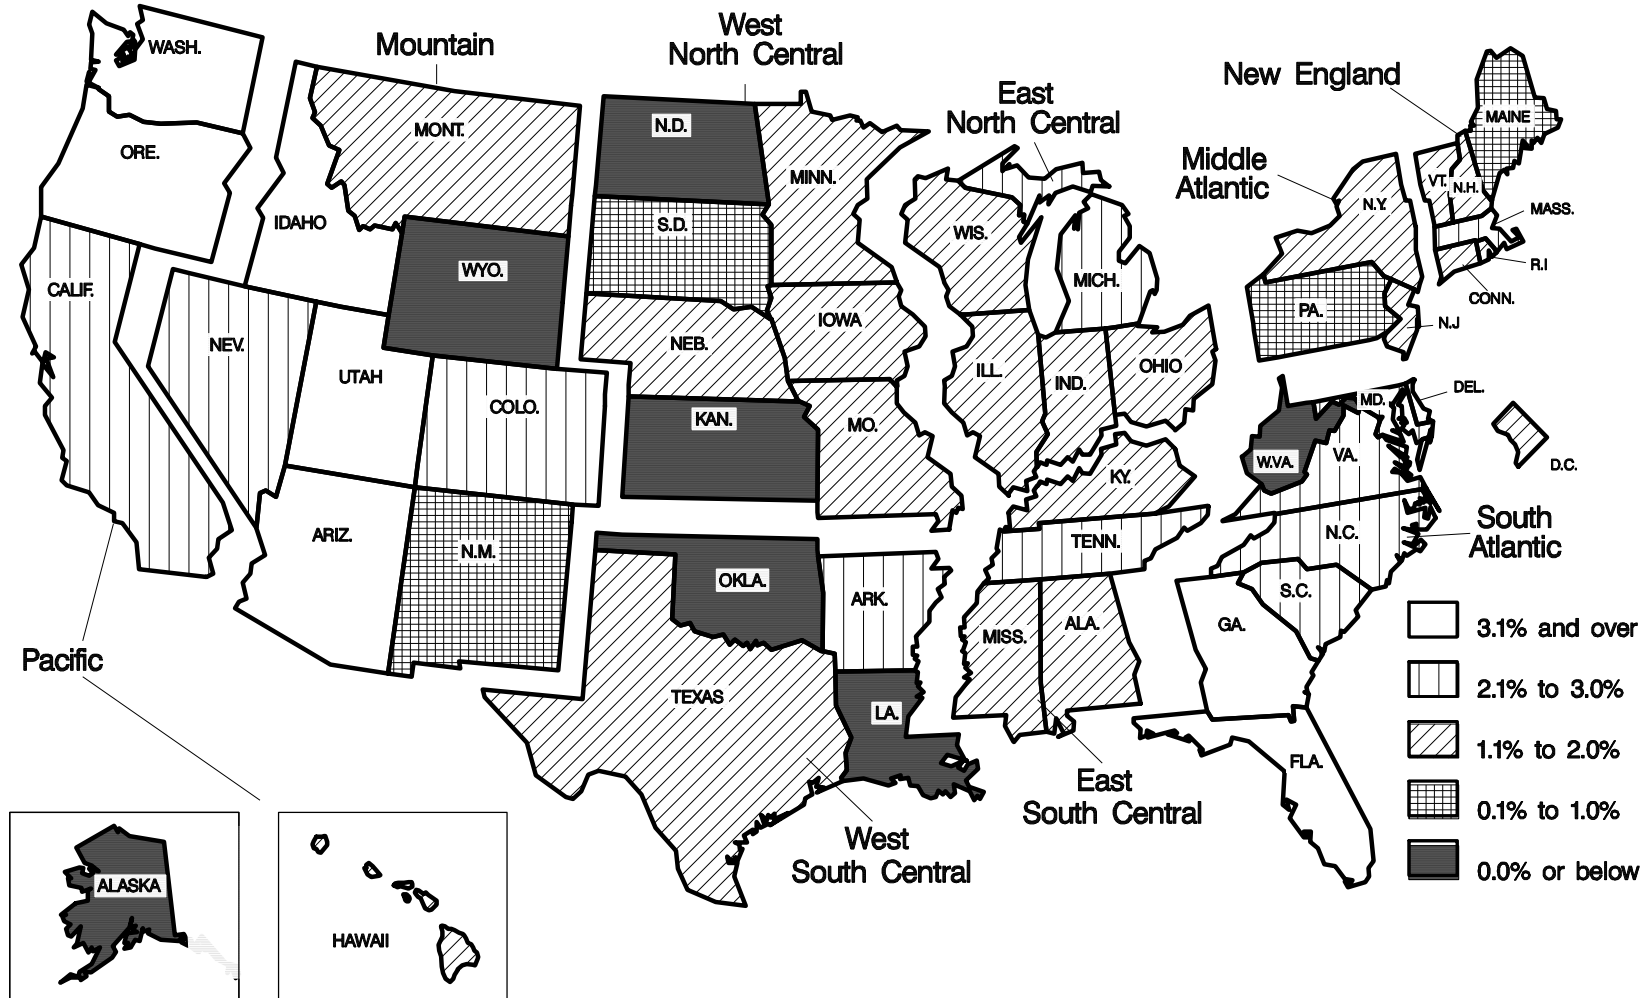 WASH.
ORE.
IDAHO
Mountain
MONT.
West
North Central
N.D.
MINN.
East
North Central
New England
MAINE
Middle
Atlantic
VT.
N.H.
N.Y.
MASS.
R.I
CONN.
N.J
PA.
S.D.
WIS.
MICH.
WYO.
CALIF.
NEV.
UTAH
COLO.
NEB.
IOWA
ILL.
IND.
OHIO
KAN.
MO.
KY.
W.VA.
MD.
DEL.
VA.
D.C.
ARIZ.
N.M.
OKLA.
ARK.
TENN.
N.C.
South
Atlantic
S.C.
GA.
MISS.
ALA.
TEXAS
LA.
FLA.
Pacific
East
South Central
West
South Central
ALASKA
HAWAII
3.1% and over
2.1% to 3.0%
1.1% to 2.0%
0.1% to 1.0%
0.0% or below